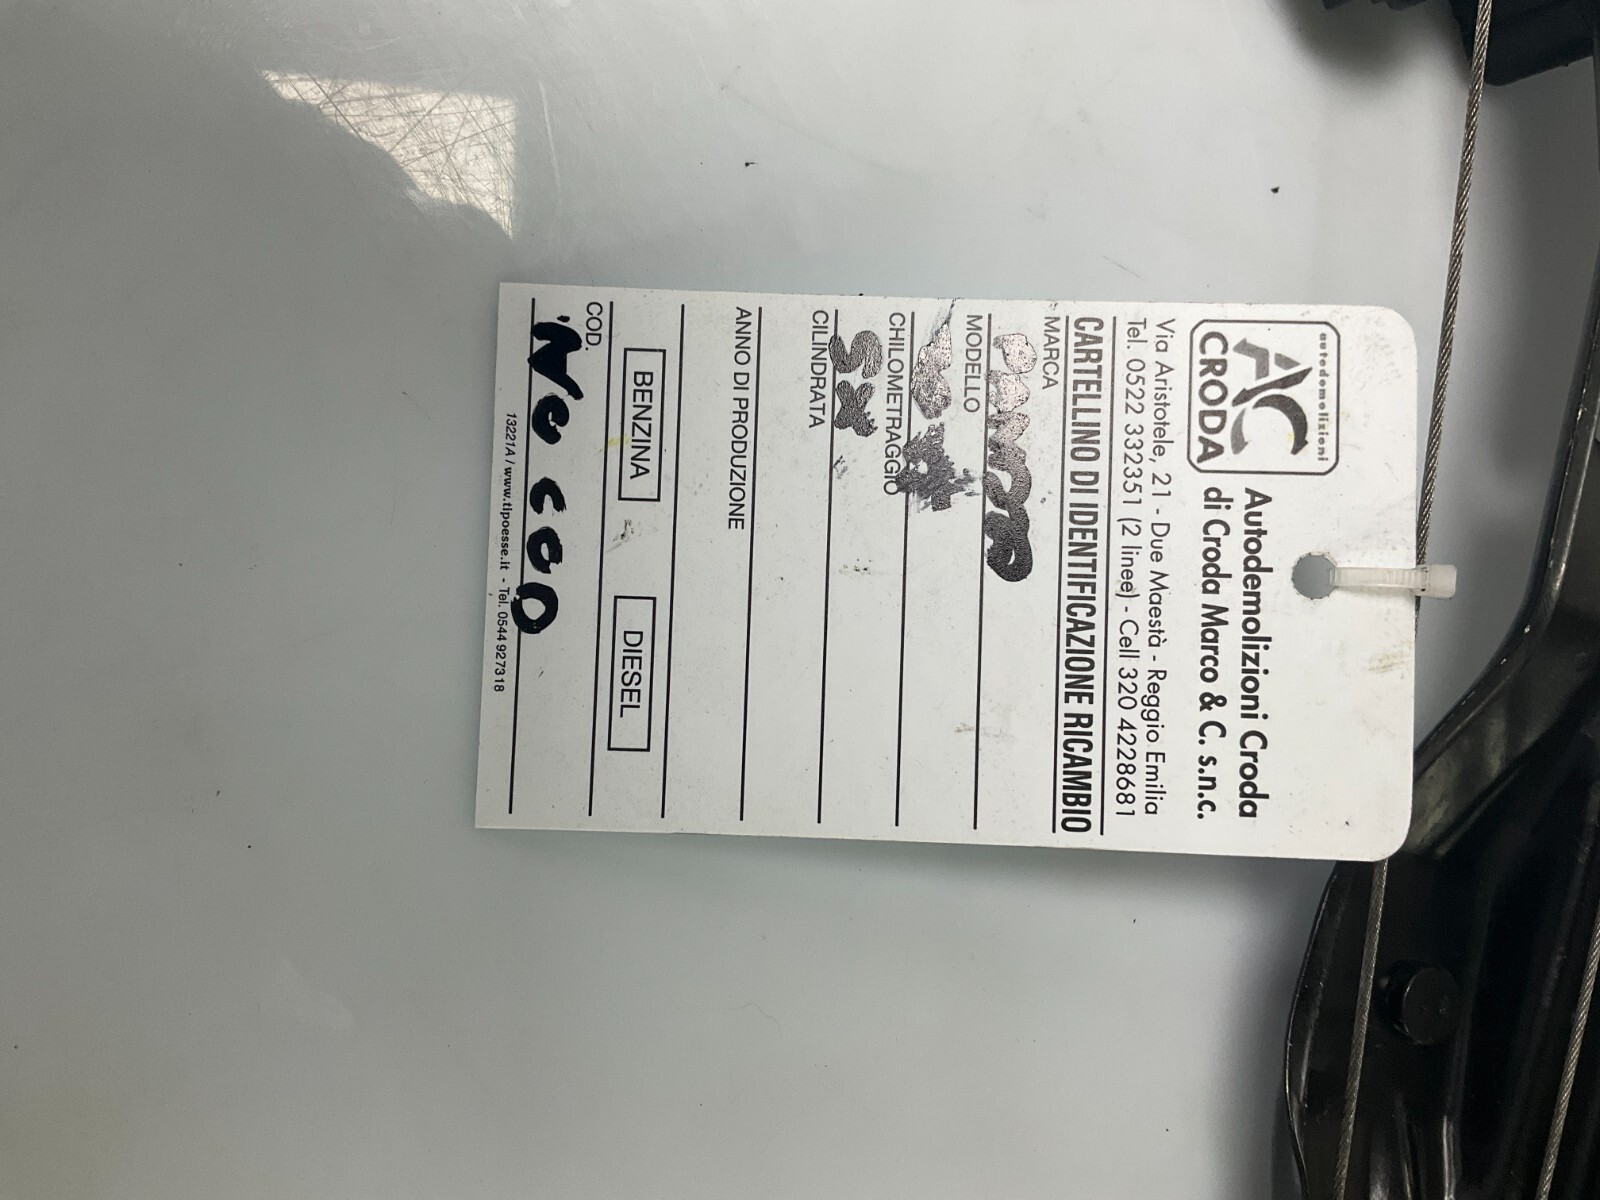 autodemolizioni
AC
CRODA
Autodemolizioni Croda
di Croda Marco & C. s.n.c.
Via Aristotele, 21 - Due Maestà - Reggio Emilia
Tel. 0522 332351 (2 linee) - Cell 320 4228681
CARTELLINO DI IDENTIFICAZIONE RICAMBIO
MARCA
MODELLO
CHILOMETRAGGIO
SX
CILINDRATA
ANNO DI PRODUZIONE
BENZINA DIESEL
COD.
13221A / www.tipoesse.it - Tel. 0544 927318